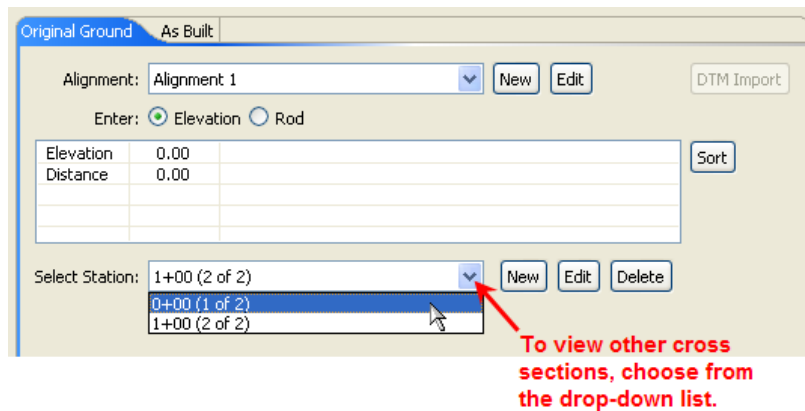 Original Ground As Built
Alignment: Alignment 1 New Edit DTM Import
Enter: Elevation Rod
Elevation 0.00
Sort
Distance 0.00
Select Station: 1+00 (2 of 2) New Edit Delete
0+00 (1 of 2)
1+00 (2 of 2)
To view other cross
sections, choose from
the drop-down list.